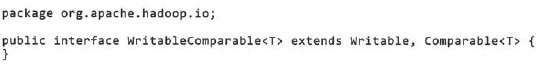 package org.apache.hadoop.io;
public interface WritableComparable<T> extends Writable, Comparable<T> {
}